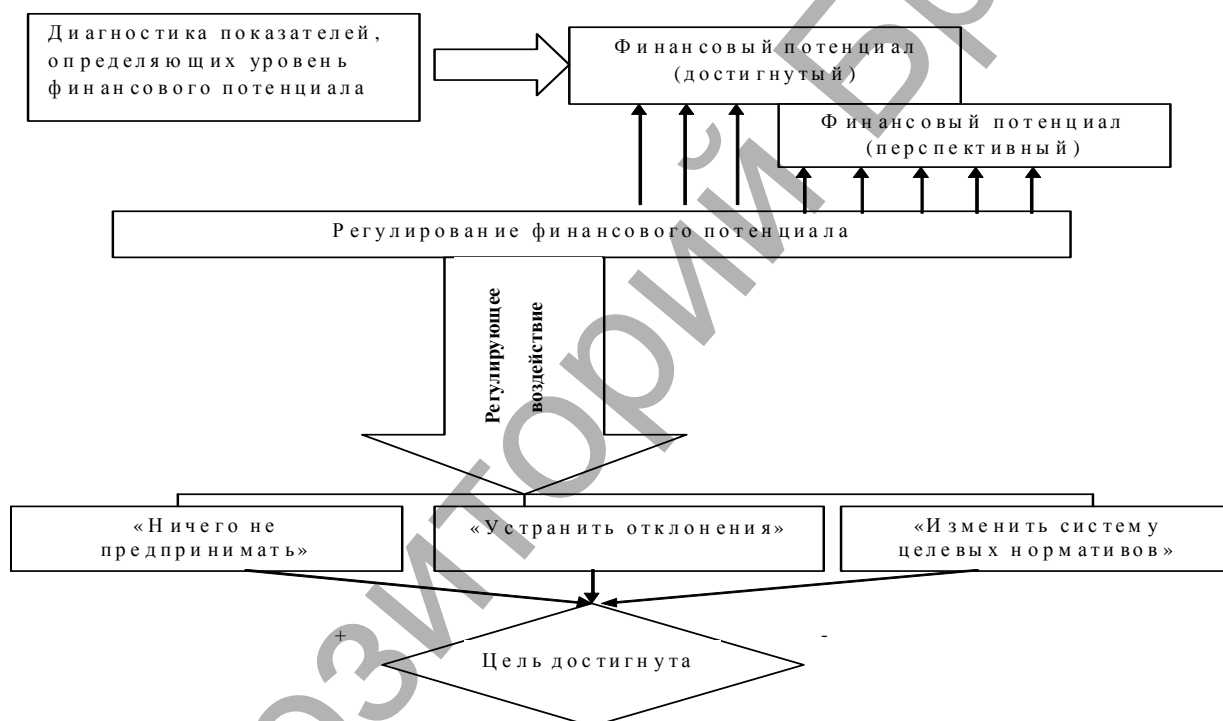 Диагностика показателей,
определяющих уровень
финансового потенциала
Финансовый потенциал
(достигнутый)
Финансовый потенциал
(перспективный)
Регулирование финансового потенциала
Регулирующее
воздействие
«Ничего не
предпринимать»
«Устранить отклонения»
«Изменить систему
целевых нормативов»
+
-
Цель достигнута